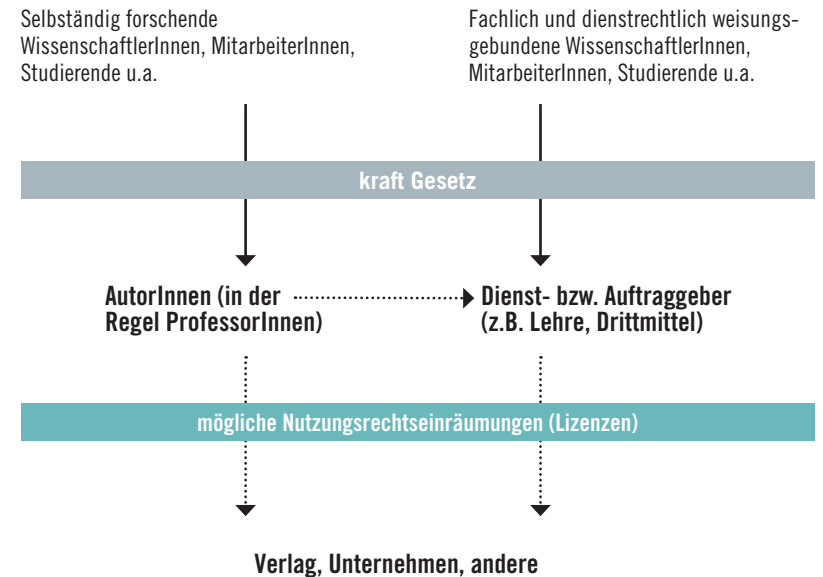 Selbständig forschende
WissenschaftlerInnen, MitarbeiterInnen,
Studierende u.a.
Fachlich und dienstrechtlich weisungs-
gebundene WissenschaftlerInnen,
MitarbeiterInnen, Studierende u.a.
kraft Gesetz
AutorInnen (in der
Regel ProfessorInnen)
Dienst- bzw. Auftraggeber
(z.B. Lehre, Drittmittel)
mögliche Nutzungsrechtseinräumungen (Lizenzen)
Verlag, Unternehmen, andere